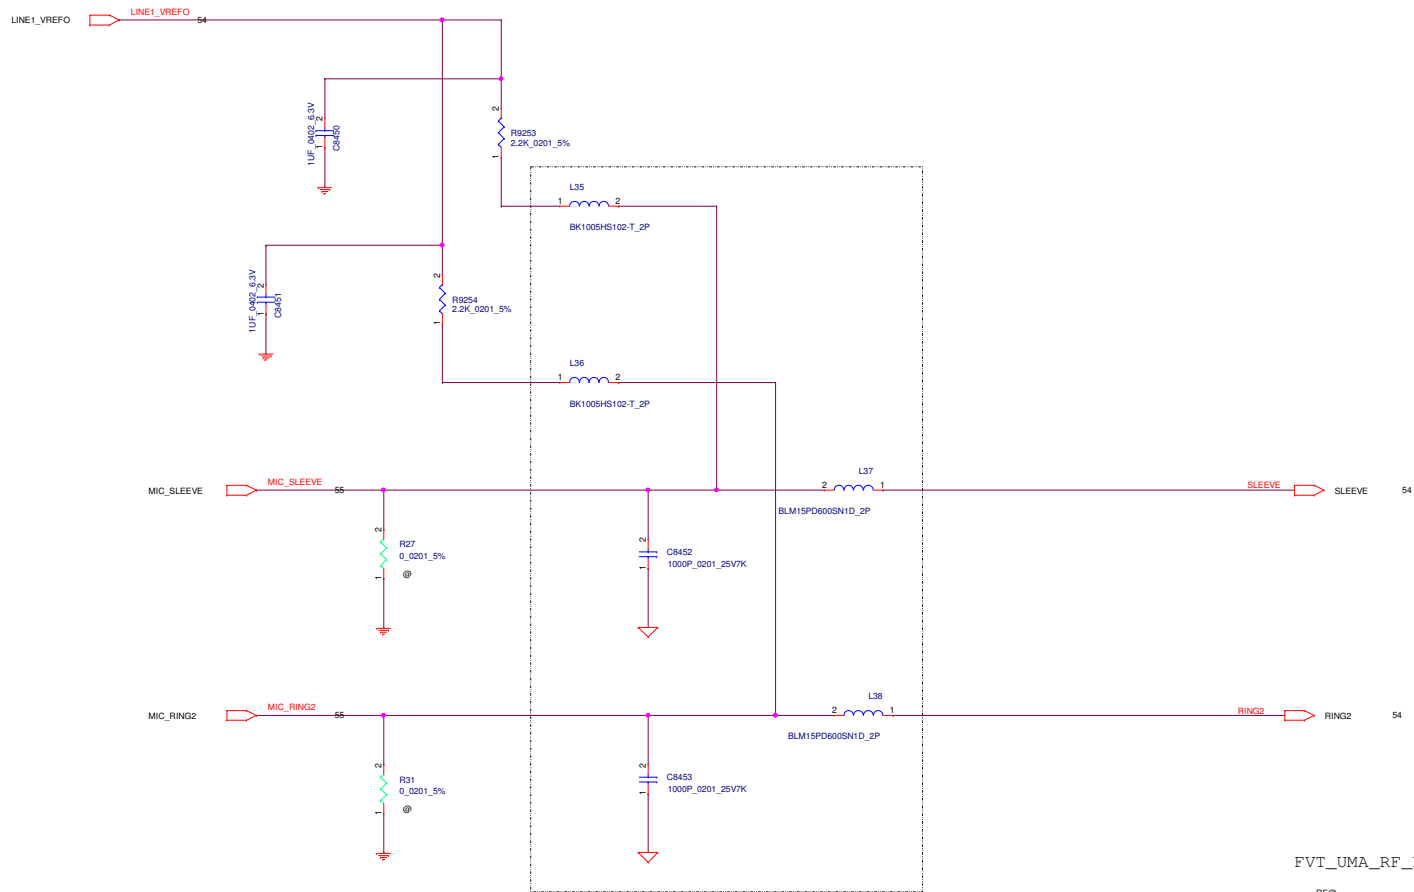 LINE1_VREFO LINE1_VREFO 54
2 1 1UF_0402_6.3V C8450
2 1 R9253
2.2K_0201_5%
L35
1 2
BK1005HS102-T_2P
2 1 1UF_0402_6.3V C8451
2 1 R9254
2.2K_0201_5%
L36
1 2
BK1005HS102-T_2P
MIC_SLEEVE MIC_SLEEVE 55
L37
2 1
BLM15PD600SN1D_2P
SLEEVE SLEEVE 54
2 1 R27
0_0201_5%
@
2 1 C8452
1000P_0201_25V7K
MIC_RING2 MIC_RING2 55
L38
2 1
BLM15PD600SN1D_2P
RING2 RING2 54
2 1 R31
0_0201_5%
@
2 1 C8453
1000P_0201_25V7K
FVT_UMA_RF_